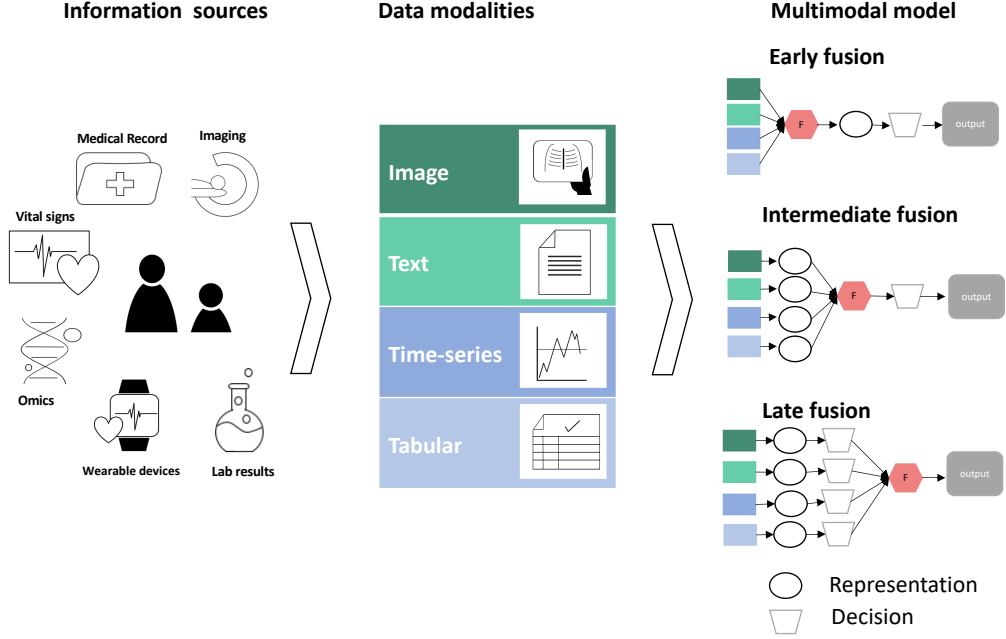 Information sources
Data modalities
Multimodal model
Medical Record
Imaging
Vital signs
Omics
Wearable devices
Lab results
Image
Text
Time-series
Tabular
Early fusion
F
output
Intermediate fusion
F
output
Late fusion
F
output
Representation
Decision